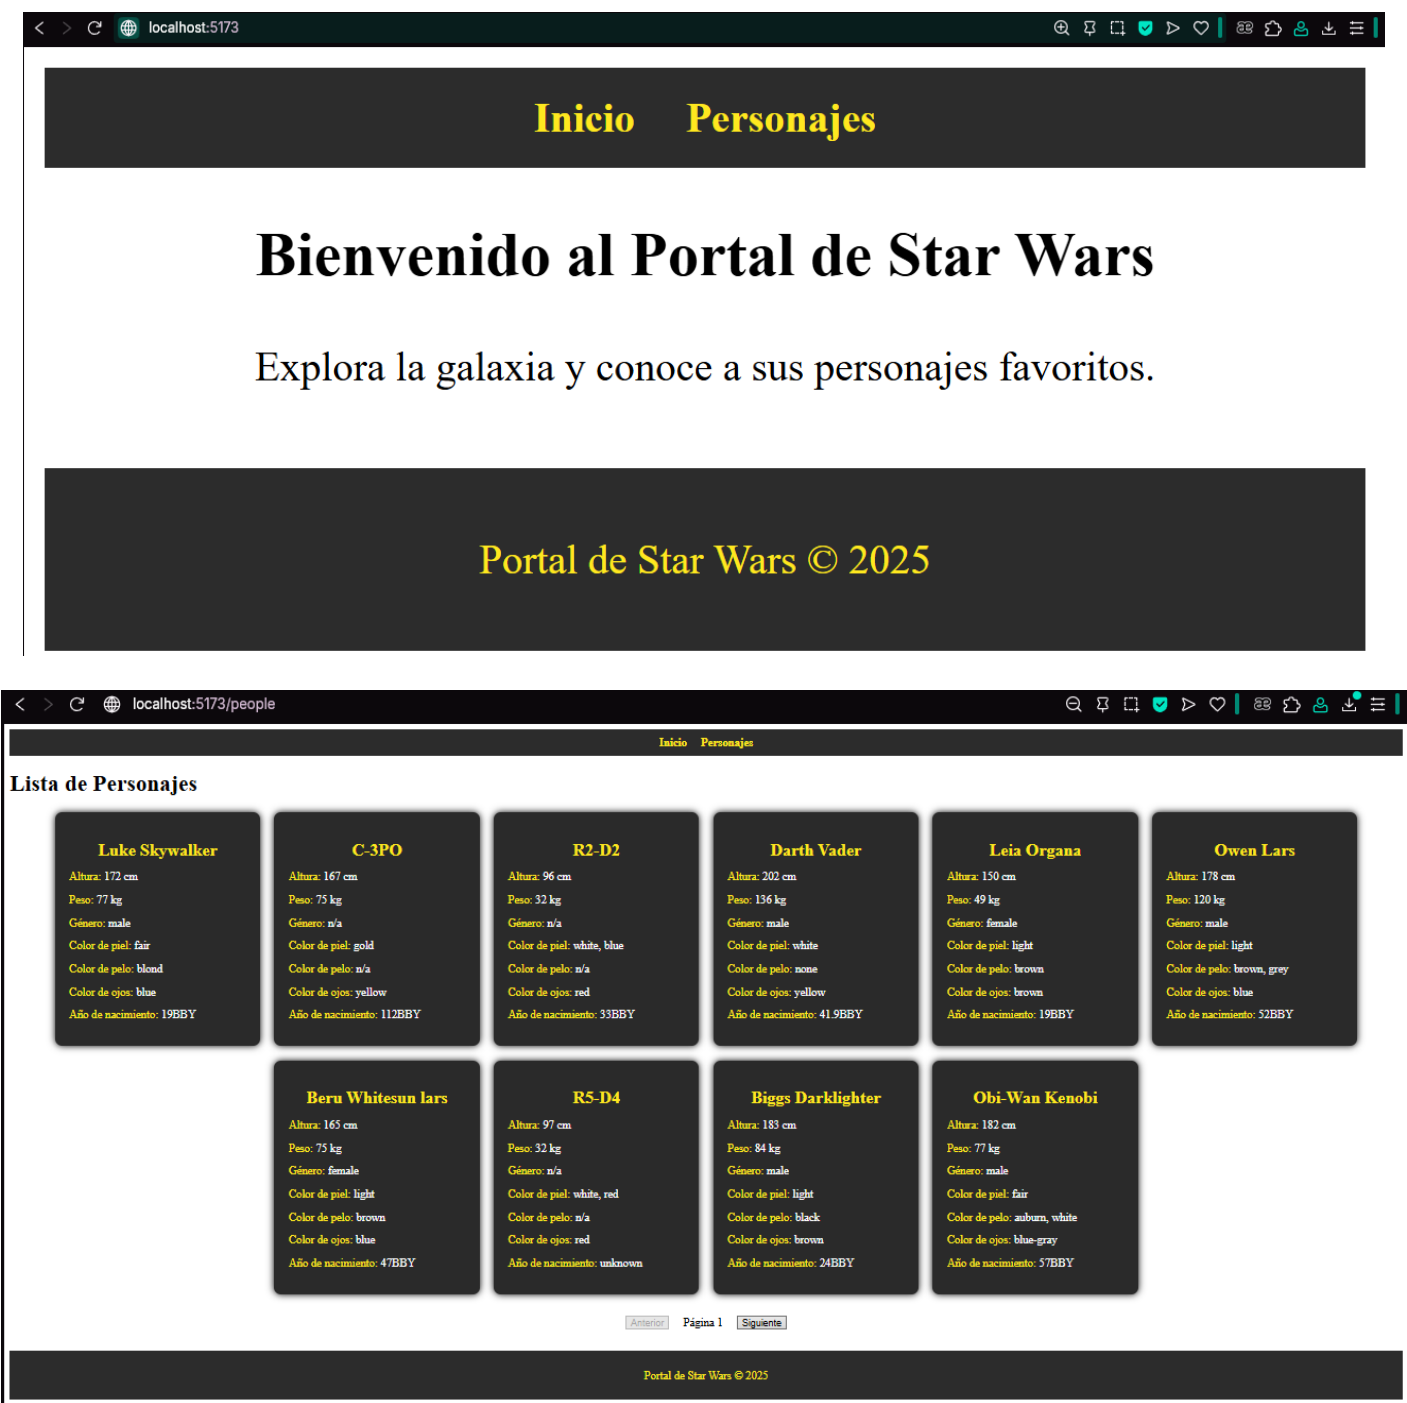 localhost:5173
Inicio Personajes
Bienvenido al Portal de Star Wars
Explora la galaxia y conoce a sus personajes favoritos.
Portal de Star Wars © 2025
localhost:5173/people
Inicio Personajes
Lista de Personajes
Luke Skywalker
Altura: 172 cm
Peso: 77 kg
Género: male
Color de piel: fair
Color de pelo: blond
Color de ojos: blue
Año de nacimiento: 19BBY
C-3PO
Altura: 167 cm
Peso: 75 kg
Género: n/a
Color de piel: gold
Color de pelo: n/a
Color de ojos: yellow
Año de nacimiento: 112BBY
R2-D2
Altura: 96 cm
Peso: 32 kg
Género: n/a
Color de piel: white, blue
Color de pelo: n/a
Color de ojos: red
Año de nacimiento: 33BBY
Darth Vader
Altura: 202 cm
Peso: 136 kg
Género: male
Color de piel: white
Color de pelo: none
Color de ojos: yellow
Año de nacimiento: 41.9BBY
Leia Organa
Altura: 150 cm
Peso: 49 kg
Género: female
Color de piel: light
Color de pelo: brown
Color de ojos: brown
Año de nacimiento: 19BBY
Owen Lars
Altura: 178 cm
Peso: 120 kg
Género: male
Color de piel: light
Color de pelo: brown, grey
Color de ojos: blue
Año de nacimiento: 52BBY
Beru Whitesun lars
Altura: 165 cm
Peso: 75 kg
Género: female
Color de piel: light
Color de pelo: brown
Color de ojos: blue
Año de nacimiento: 47BBY
R5-D4
Altura: 97 cm
Peso: 32 kg
Género: n/a
Color de piel: white, red
Color de pelo: n/a
Color de ojos: red
Año de nacimiento: unknown
Biggs Darklighter
Altura: 183 cm
Peso: 84 kg
Género: male
Color de piel: light
Color de pelo: black
Color de ojos: brown
Año de nacimiento: 24BBY
Obi-Wan Kenobi
Altura: 182 cm
Peso: 77 kg
Género: male
Color de piel: fair
Color de pelo: auburn, white
Color de ojos: blue-gray
Año de nacimiento: 57BBY
Anterior Página 1 Siguiente
Portal de Star Wars © 2025